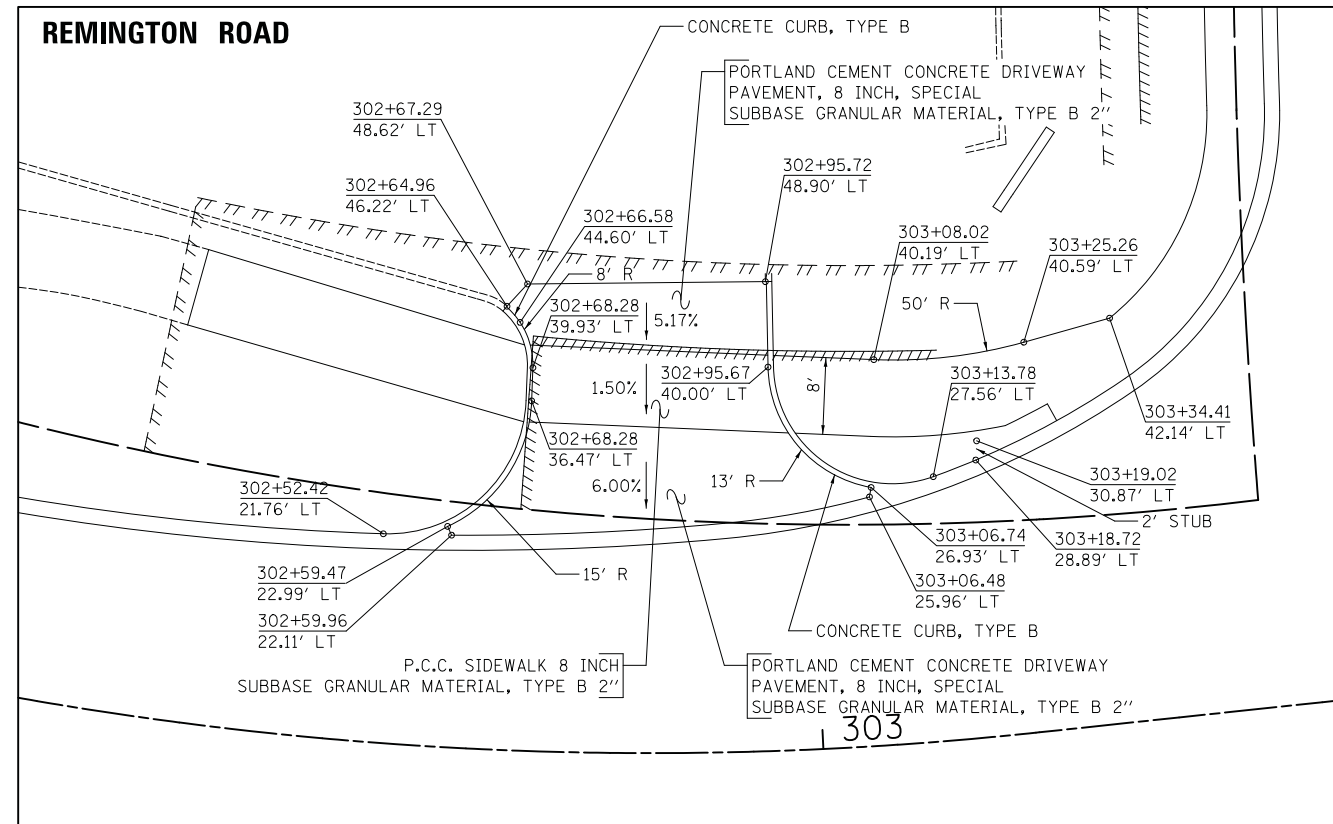 REMINGTON ROAD
CONCRETE CURB, TYPE B
PORTLAND CEMENT CONCRETE DRIVEWAY
PAVEMENT, 8 INCH, SPECIAL
SUBBASE GRANULAR MATERIAL, TYPE B 2''
302+67.29
48.62' LT
302+64.96
46.22' LT
302+66.58
44.60' LT
8' R
302+95.72
48.90' LT
303+08.02
40.19' LT
303+25.26
40.59' LT
50' R
302+68.28
39.93' LT
5.17%
1.50%
302+95.67
40.00' LT
8'
303+13.78
27.56' LT
303+34.41
42.14' LT
302+68.28
36.47' LT
6.00%
13' R
303+19.02
30.87' LT
2' STUB
302+52.42
21.76' LT
303+06.74
26.93' LT
303+18.72
28.89' LT
302+59.47
22.99' LT
15' R
303+06.48
25.96' LT
302+59.96
22.11' LT
CONCRETE CURB, TYPE B
P.C.C. SIDEWALK 8 INCH
SUBBASE GRANULAR MATERIAL, TYPE B 2''
PORTLAND CEMENT CONCRETE DRIVEWAY
PAVEMENT, 8 INCH, SPECIAL
SUBBASE GRANULAR MATERIAL, TYPE B 2''
303